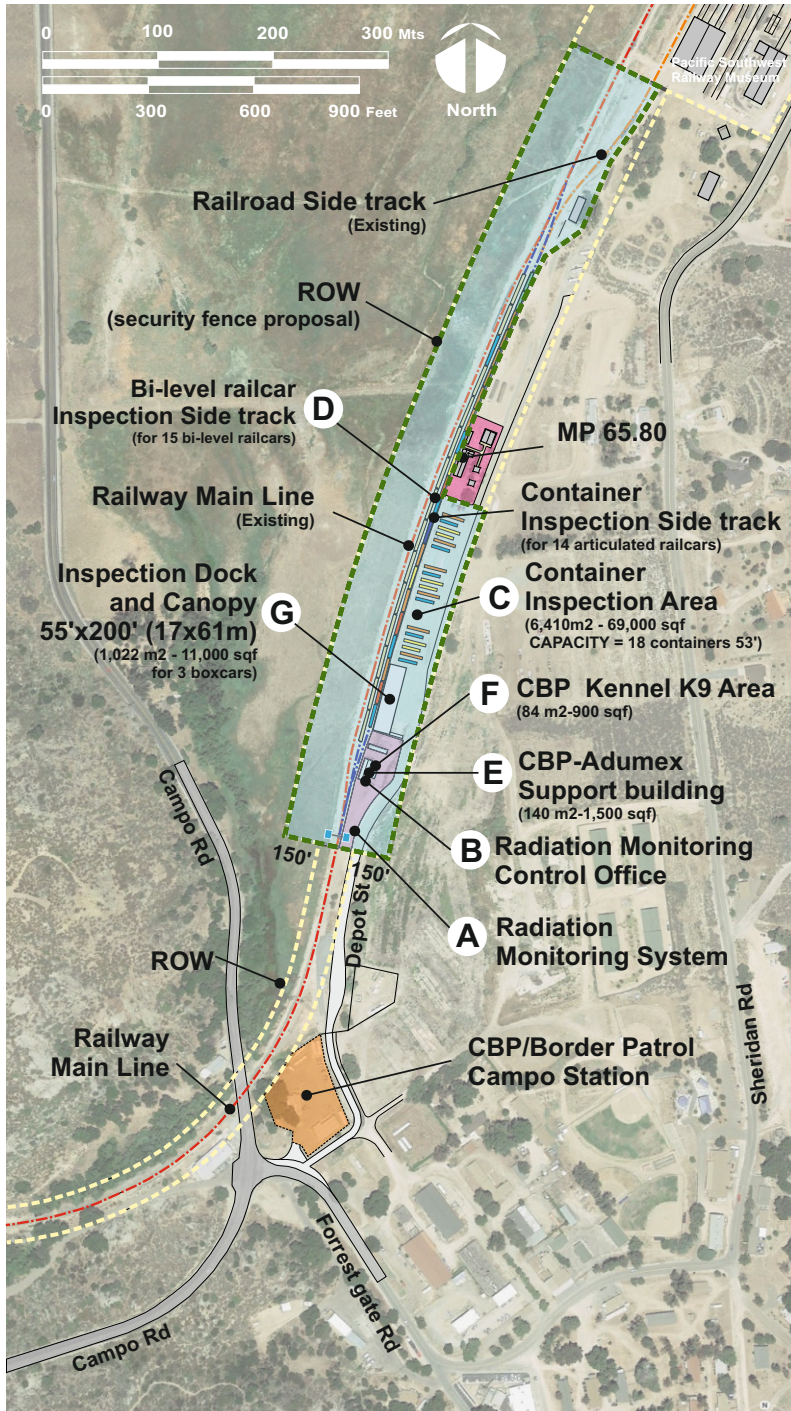 0 100 200 300 Mts
0 300 600 900 Feet
North
Pacific Southwest
Railway Museum
Railroad Side track
(Existing)
ROW
(security fence proposal)
Bi-level railcar
Inspection Side track
(for 15 bi-level railcars)
D
MP 65.80
Railway Main Line
(Existing)
Container
Inspection Side track
(for 14 articulated railcars)
Inspection Dock
and Canopy
55'x200' (17x61m)
(1,022 m2 - 11,000 sqf
for 3 boxcars)
G
C
Container
Inspection Area
(6,410m2 - 69,000 sqf
CAPACITY = 18 containers 53')
F
CBP Kennel K9 Area
(84 m2-900 sqf)
E
CBP-Adumex
Support building
(140 m2-1,500 sqf)
B
Radiation Monitoring
Control Office
A
Radiation
Monitoring System
Campo Rd
150'
150'
Depot St
ROW
Railway
Main Line
CBP/Border Patrol
Campo Station
Sheridan Rd
Forrest gate Rd
Campo Rd
N